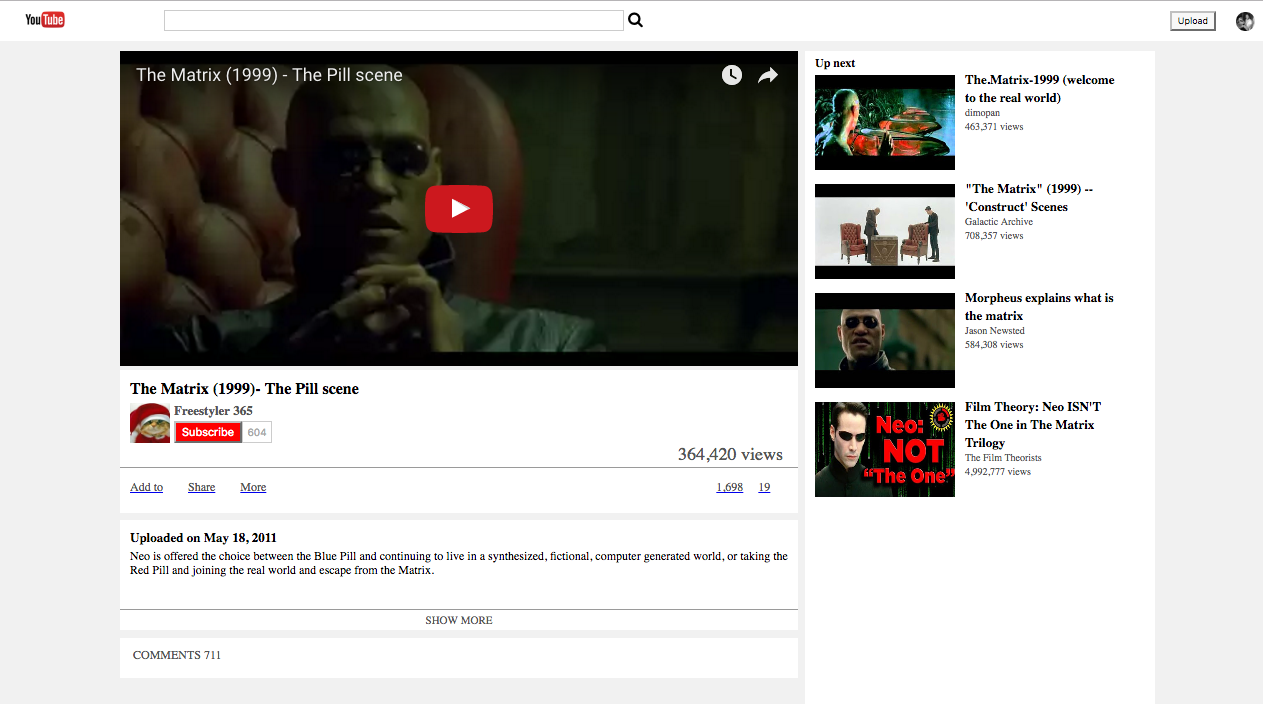 YouTube
Upload
The Matrix (1999) - The Pill scene
The Matrix (1999)- The Pill scene
Freestyler 365
Subscribe 604
364,420 views
Add to Share More 1,698 19
Uploaded on May 18, 2011
Neo is offered the choice between the Blue Pill and continuing to live in a synthesized, fictional, computer generated world, or taking the
Red Pill and joining the real world and escape from the Matrix.
SHOW MORE
COMMENTS 711
Up next
The.Matrix-1999 (welcome
to the real world)
dimopan
463,371 views
"The Matrix" (1999) --
'Construct' Scenes
Galactic Archive
708,357 views
Morpheus explains what is
the matrix
Jason Newsted
584,308 views
Neo:
NOT
“The One”
Film Theory: Neo ISN'T
The One in The Matrix
Trilogy
The Film Theorists
4,992,777 views